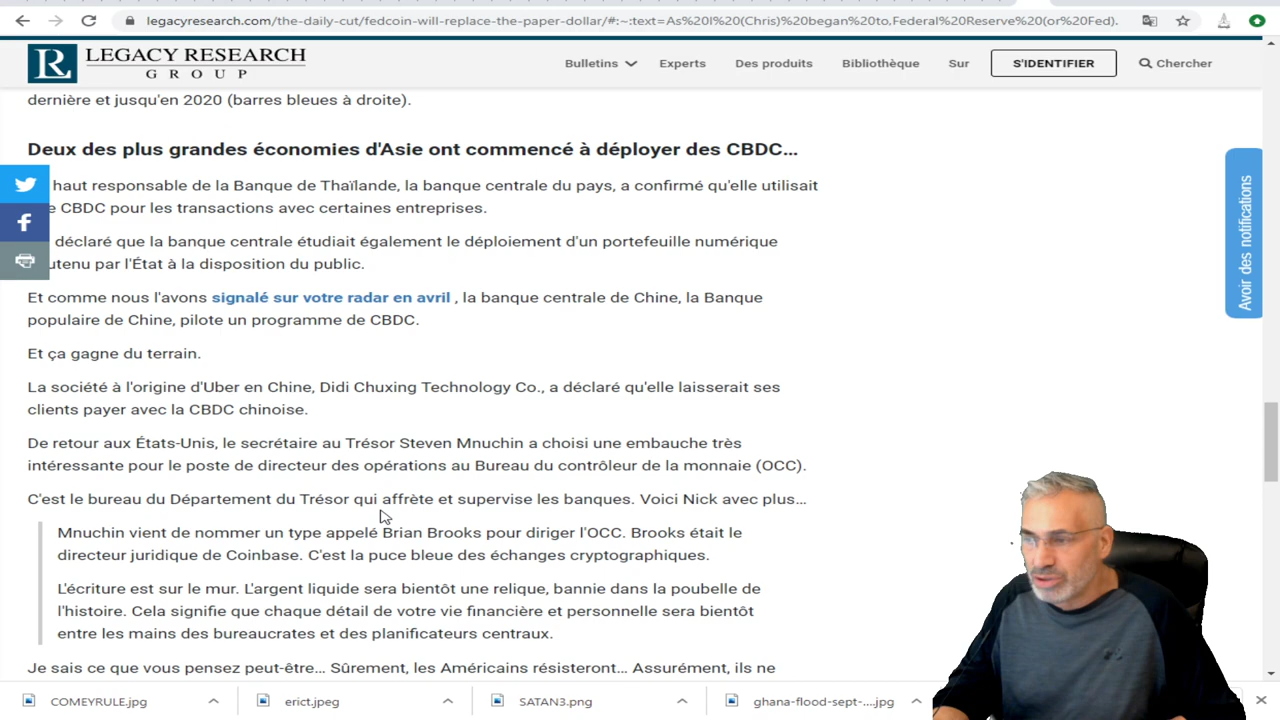 legacyresearch.com/the-daily-cut/fedcoin-will-replace-the-paper-dollar/#:~:text=As%20I%20(Chris)%20began%20to,Federal%20Reserve%20(or%20Fed).
LEGACY RESEARCH
GROUP
Bulletins
Experts
Des produits
Bibliothèque
Sur
S'IDENTIFIER
Chercher
dernière et jusqu'en 2020 (barres bleues à droite).
Deux des plus grandes économies d'Asie ont commencé à déployer des CBDC...
haut responsable de la Banque de Thaïlande, la banque centrale du pays, a confirmé qu'elle utilisait
CBDC pour les transactions avec certaines entreprises.
déclaré que la banque centrale étudiait également le déploiement d'un portefeuille numérique
utenu par l'État à la disposition du public.
Et comme nous l'avons signalé sur votre radar en avril , la banque centrale de Chine, la Banque
populaire de Chine, pilote un programme de CBDC.
Et ça gagne du terrain.
La société à l'origine d'Uber en Chine, Didi Chuxing Technology Co., a déclaré qu'elle laisserait ses
clients payer avec la CBDC chinoise.
De retour aux États-Unis, le secrétaire au Trésor Steven Mnuchin a choisi une embauche très
intéressante pour le poste de directeur des opérations au Bureau du contrôleur de la monnaie (OCC).
C'est le bureau du Département du Trésor qui affrète et supervise les banques. Voici Nick avec plus...
Mnuchin vient de nommer un type appelé Brian Brooks pour diriger l'OCC. Brooks était le
directeur juridique de Coinbase. C'est la puce bleue des échanges cryptographiques.
L'écriture est sur le mur. L'argent liquide sera bientôt une relique, bannie dans la poubelle de
l'histoire. Cela signifie que chaque détail de votre vie financière et personnelle sera bientôt
entre les mains des bureaucrates et des planificateurs centraux.
Je sais ce que vous pensez peut-être... Sûrement, les Américains résisteront... Assurément, ils ne
Avoir des notifications
COMEYRULE.jpg
erict.jpeg
SATAN3.png
ghana-flood-sept-....jpg